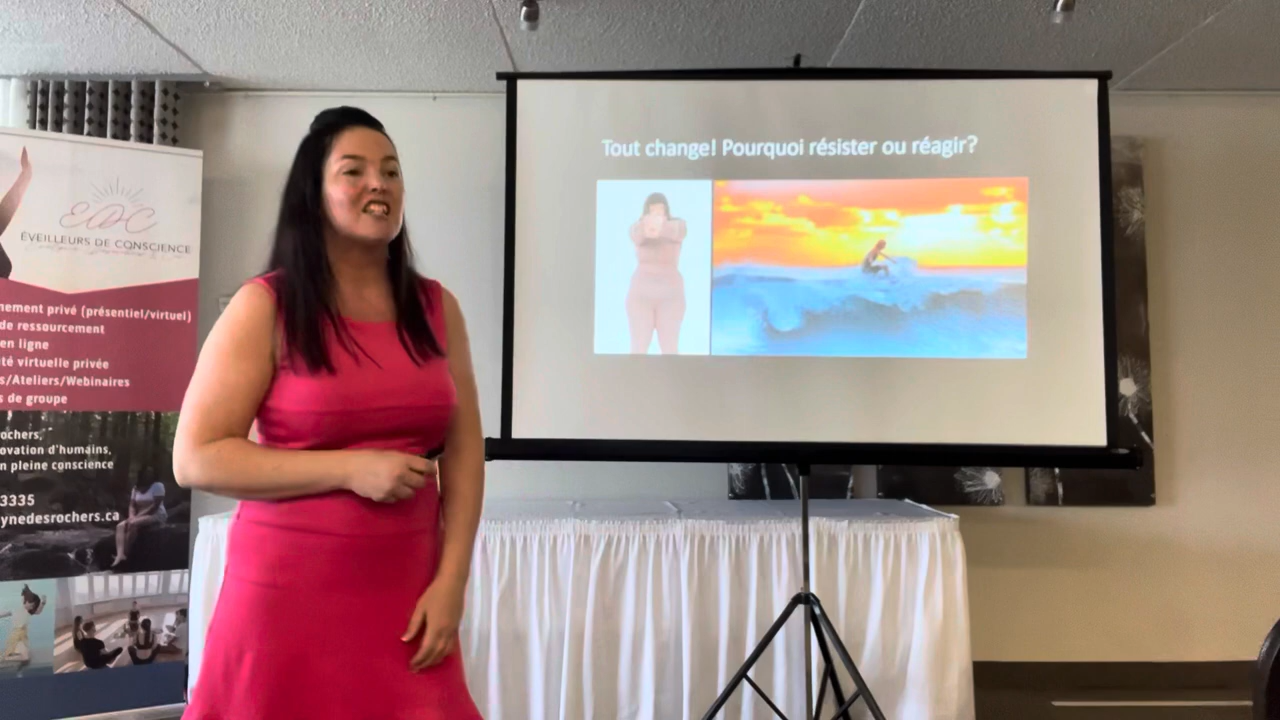 Tout change! Pourquoi résister ou réagir?
EDC
ÉVEILLEURS DE CONSCIENCE
nement privé (présentiel/virtuel)
de ressourcement
en ligne
té virtuelle privée
s/Ateliers/Webinaires
s de groupe
ochers,
ovation d'humains,
n pleine conscience
3335
ynedesrochers.ca